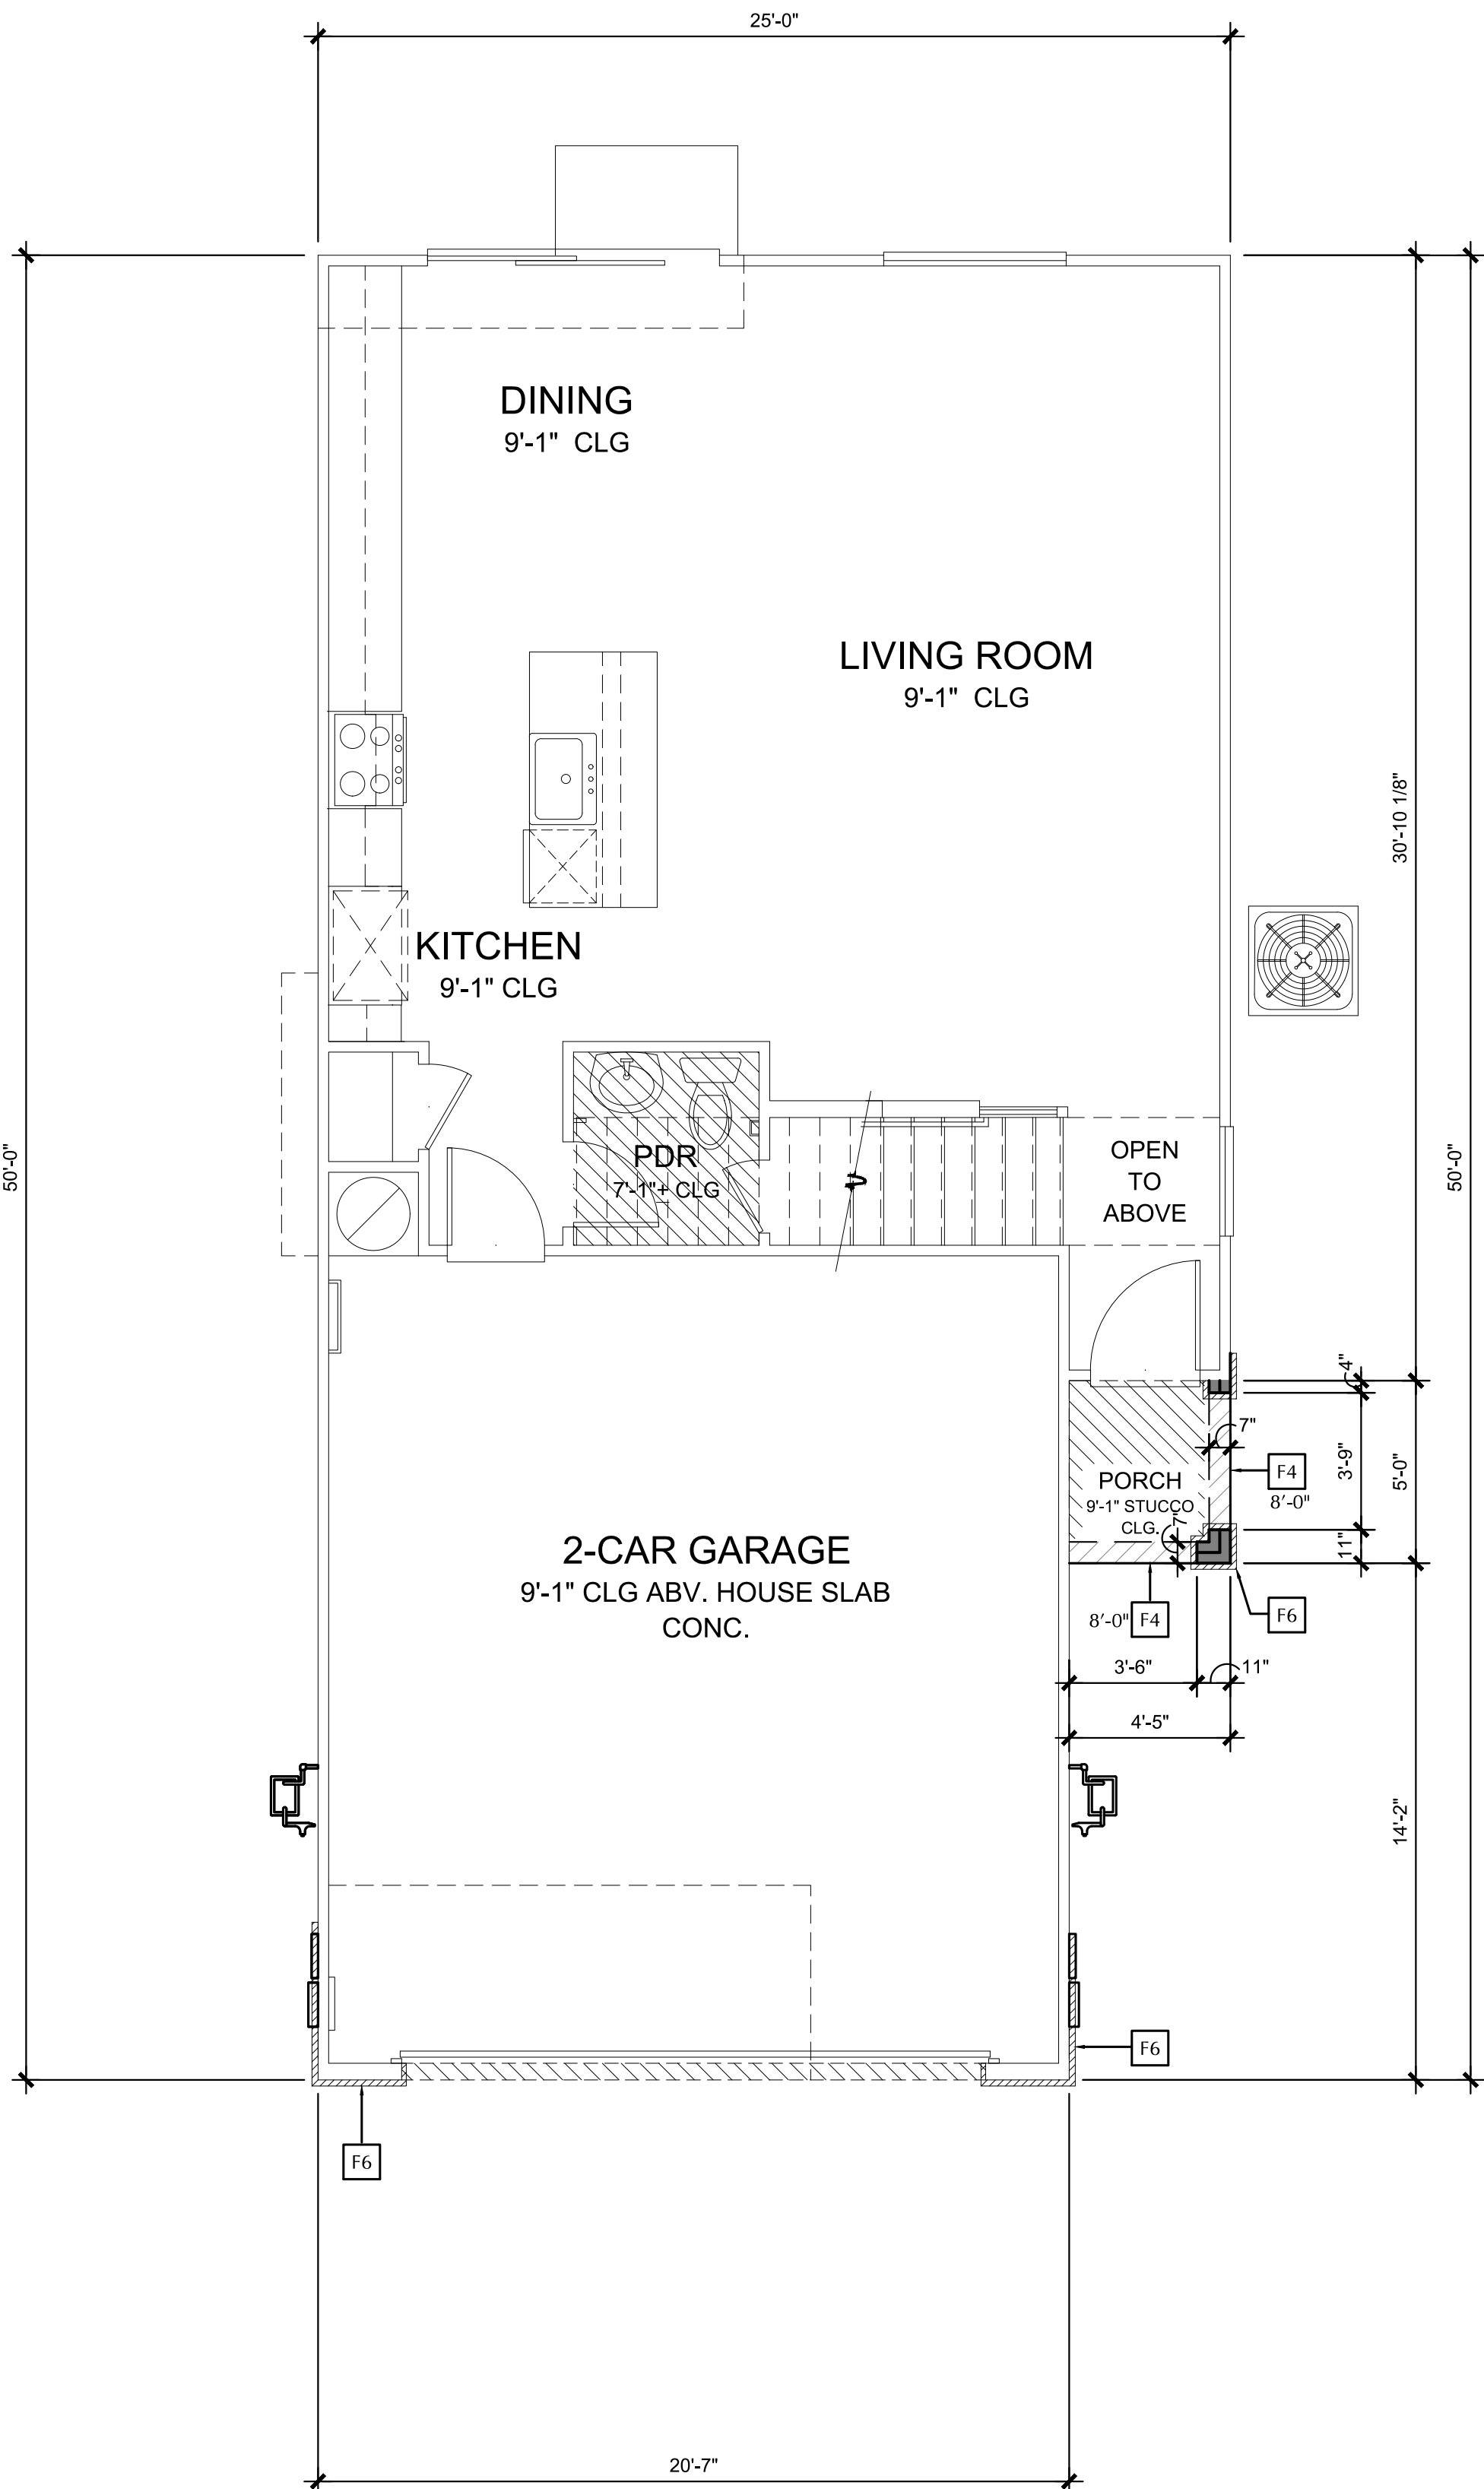 25'-0"
DINING
9'-1" CLG
LIVING ROOM
9'-1" CLG
30'-10 1/8"
KITCHEN
9'-1" CLG
50'-0"
PDR
7'-1"+ CLG
OPEN
TO
ABOVE
50'-0"
4"
7"
F4
8'-0"
3'-9"
5'-0"
PORCH
9'-1" STUCCO
CLG.
7"
11"
2-CAR GARAGE
9'-1" CLG ABV. HOUSE SLAB
CONC.
8'-0" F4
F6
3'-6"
11"
4'-5"
14'-2"
F6
F6
20'-7"